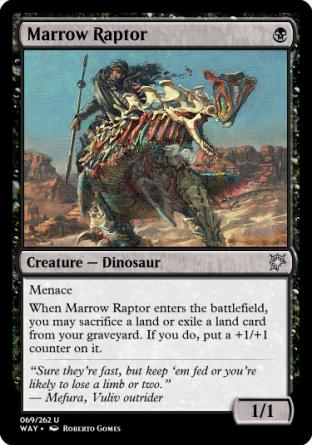 Marrow Raptor
Creature — Dinosaur
Menace
When Marrow Raptor enters the battlefield,
you may sacrifice a land or exile a land card
from your graveyard. If you do, put a +1/+1
counter on it.
“Sure they’re fast, but keep ‘em fed or you’re
likely to lose a limb or two.”
— Mefura, Vuliv outrider
1/1
069/262 U
WAY • Roberto Gomes